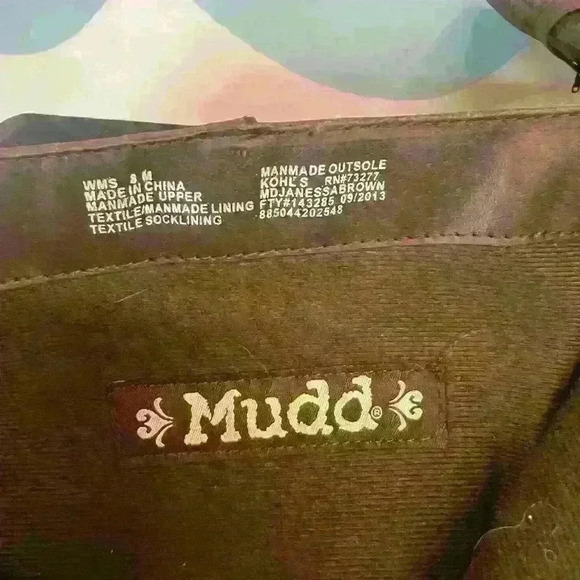 WMS 8 M
MADE IN CHINA
MANMADE UPPER
TEXTILE/MANMADE LINING
TEXTILE SOCKLINING
MANMADE OUTSOLE
KOHL'S RN#73277
MDJANESSABROWN
FTY#143285 09/2013
885044202548
Mudd®